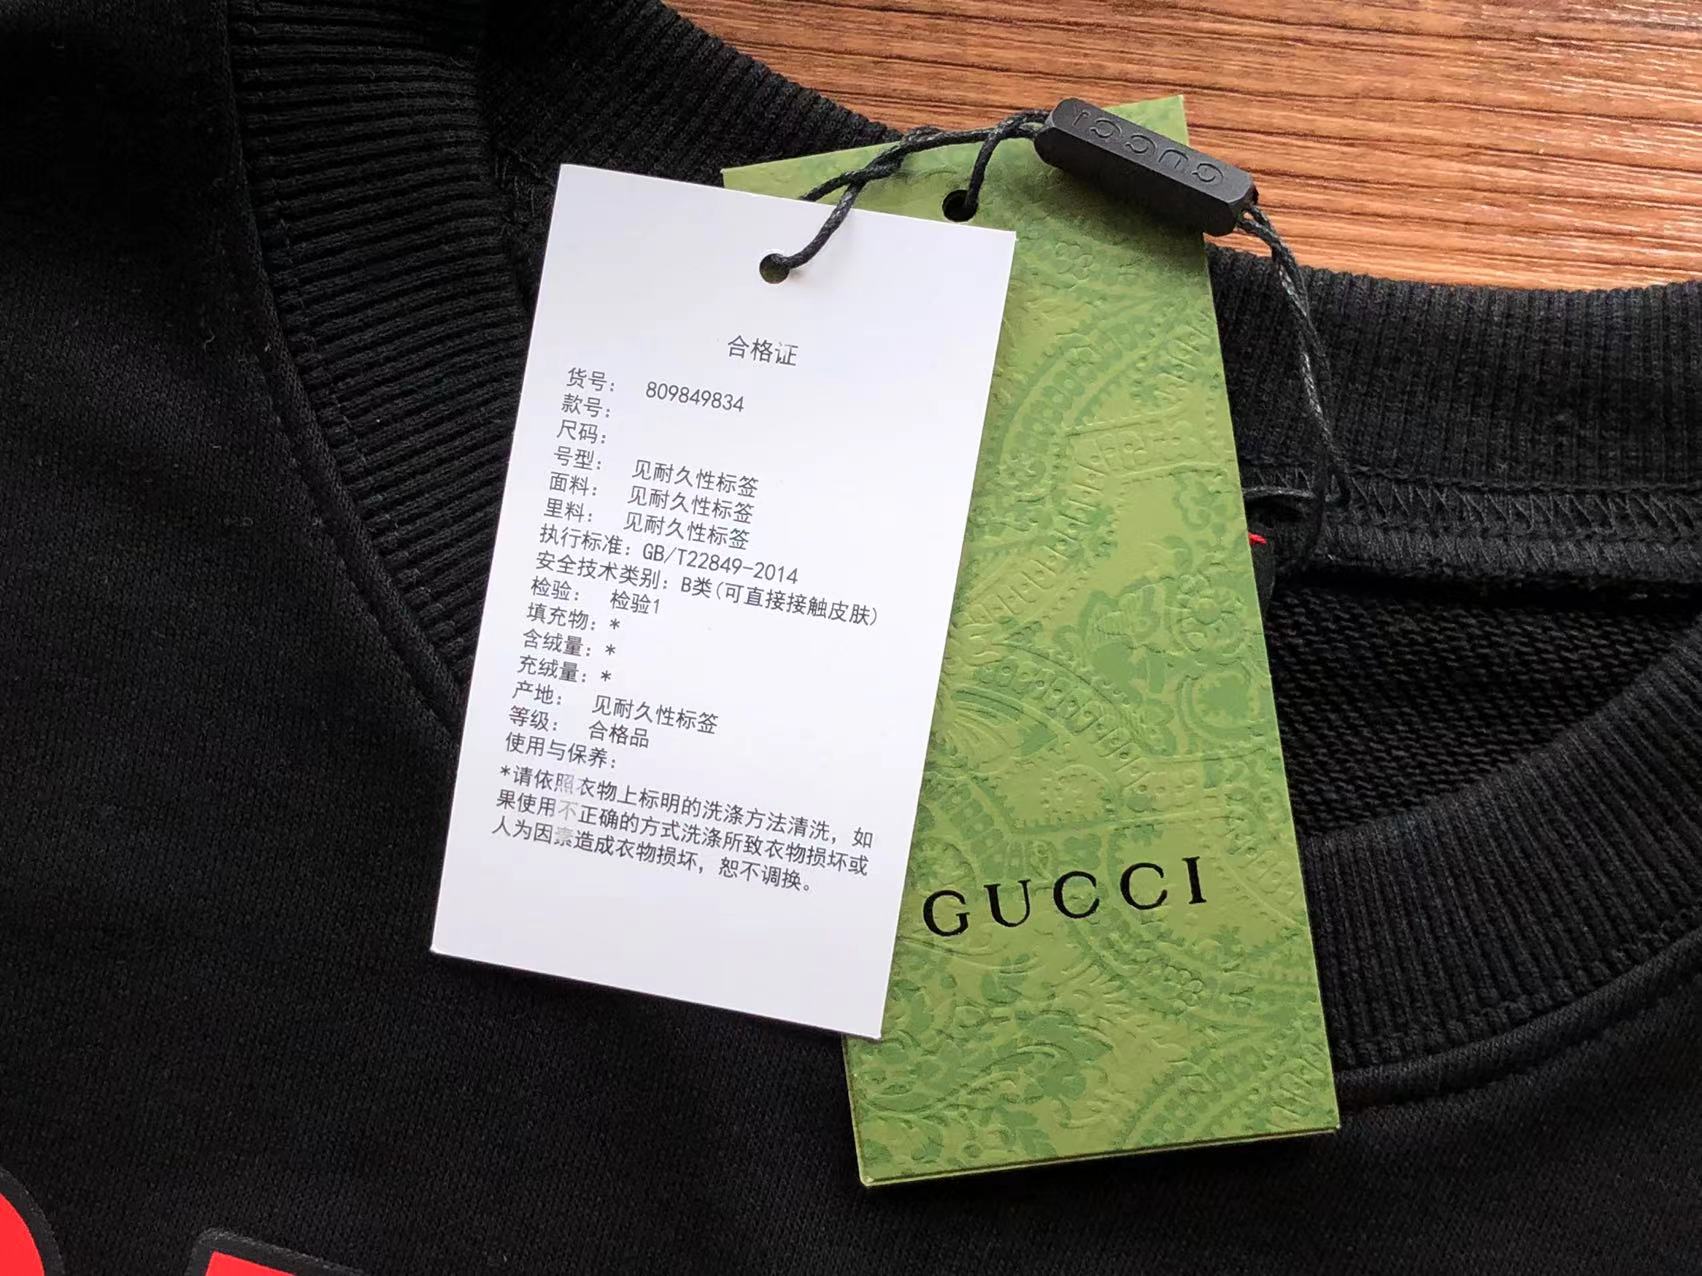 GUCCI
合格证
货号： 809849834
款号：
尺码：
号型： 见耐久性标签
面料： 见耐久性标签
里料： 见耐久性标签
执行标准：GB/T22849-2014
安全技术类别：B类(可直接接触皮肤)
检验： 检验1
填充物：*
含绒量：*
充绒量：*
产地： 见耐久性标签
等级： 合格品
使用与保养：
*请依照衣物上标明的洗涤方法清洗，如
果使用不正确的方式洗涤所致衣物损坏或
人为因素造成衣物损坏，恕不调换。
GUCCI